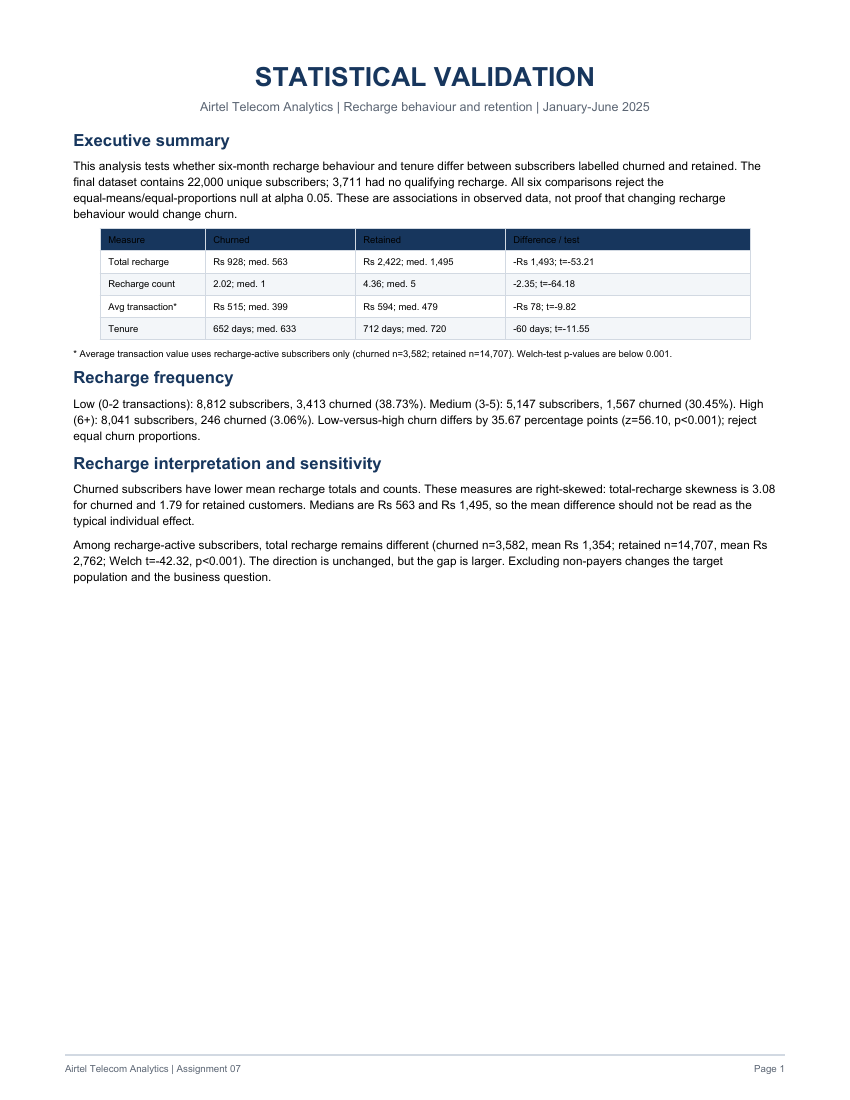 STATISTICAL VALIDATION
Airtel Telecom Analytics | Recharge behaviour and retention | January-June 2025
Executive summary
This analysis tests whether six-month recharge behaviour and tenure differ between subscribers labelled churned and retained. The
final dataset contains 22,000 unique subscribers; 3,711 had no qualifying recharge. All six comparisons reject the
equal-means/equal-proportions null at alpha 0.05. These are associations in observed data, not proof that changing recharge
behaviour would change churn.
Measure Churned Retained Difference / test
Total recharge Rs 928; med. 563 Rs 2,422; med. 1,495 -Rs 1,493; t=-53.21
Recharge count 2.02; med. 1 4.36; med. 5 -2.35; t=-64.18
Avg transaction* Rs 515; med. 399 Rs 594; med. 479 -Rs 78; t=-9.82
Tenure 652 days; med. 633 712 days; med. 720 -60 days; t=-11.55
* Average transaction value uses recharge-active subscribers only (churned n=3,582; retained n=14,707). Welch-test p-values are below 0.001.
Recharge frequency
Low (0-2 transactions): 8,812 subscribers, 3,413 churned (38.73%). Medium (3-5): 5,147 subscribers, 1,567 churned (30.45%). High
(6+): 8,041 subscribers, 246 churned (3.06%). Low-versus-high churn differs by 35.67 percentage points (z=56.10, p<0.001); reject
equal churn proportions.
Recharge interpretation and sensitivity
Churned subscribers have lower mean recharge totals and counts. These measures are right-skewed: total-recharge skewness is 3.08
for churned and 1.79 for retained customers. Medians are Rs 563 and Rs 1,495, so the mean difference should not be read as the
typical individual effect.
Among recharge-active subscribers, total recharge remains different (churned n=3,582, mean Rs 1,354; retained n=14,707, mean Rs
2,762; Welch t=-42.32, p<0.001). The direction is unchanged, but the gap is larger. Excluding non-payers changes the target
population and the business question.
Airtel Telecom Analytics | Assignment 07
Page 1